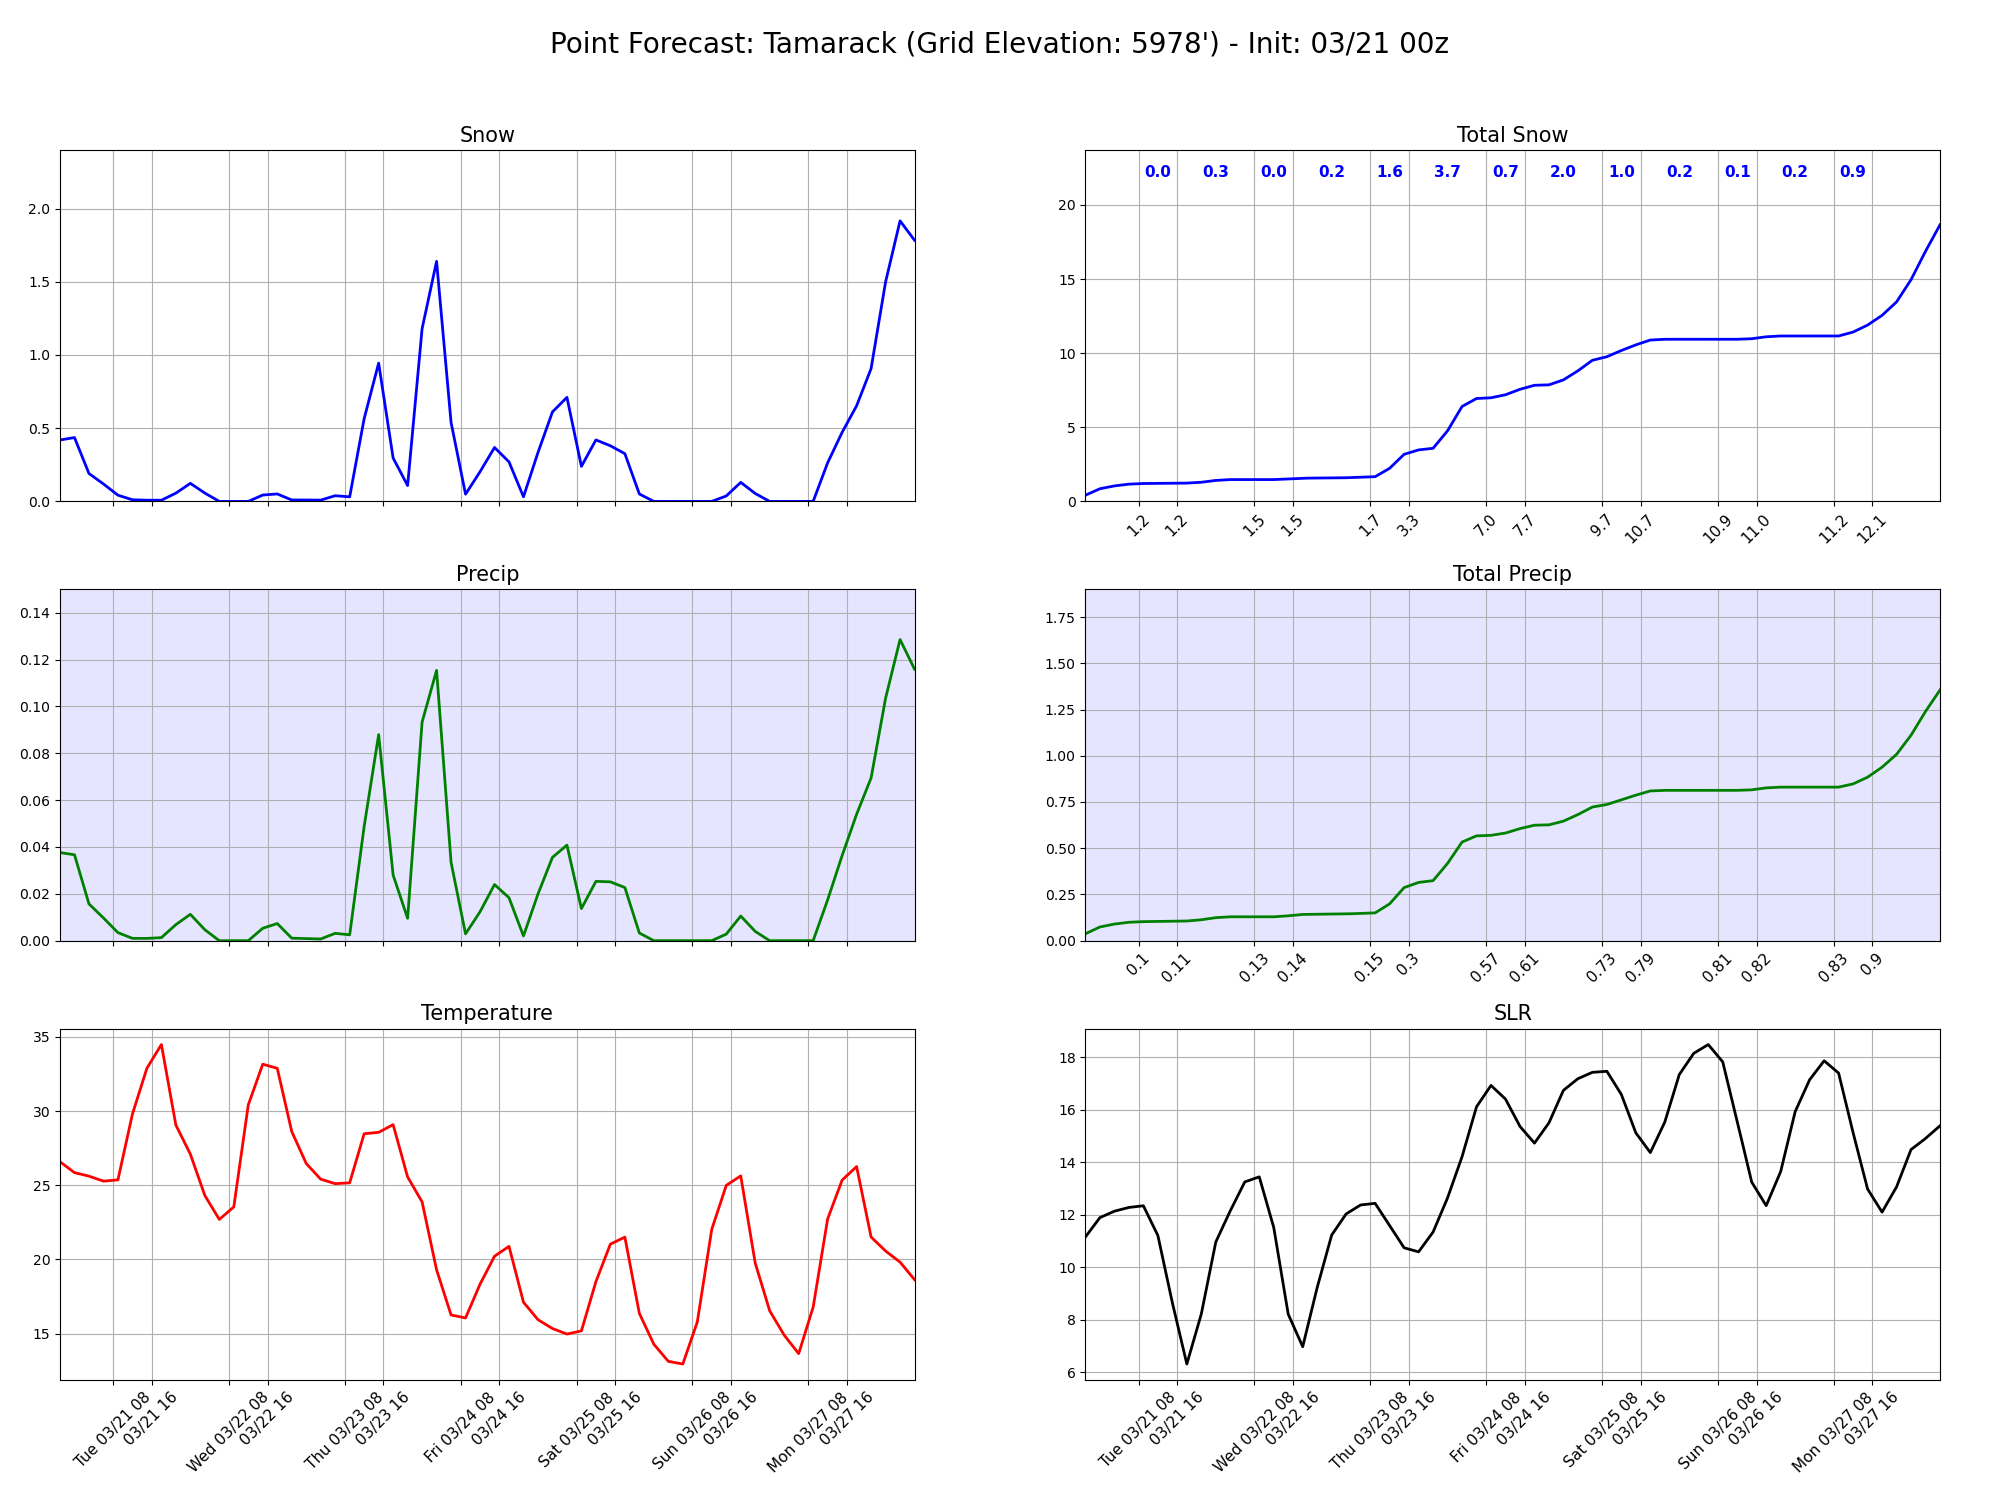 Point Forecast: Tamarack (Grid Elevation: 5978') - Init: 03/21 00z
Snow
2.0
1.5
1.0
0.5
0.0
Total Snow
0.0 0.3 0.0 0.2 1.6 3.7 0.7 2.0 1.0 0.2 0.1 0.2 0.9
20
15
10
5
0
1.2 1.2 1.5 1.5 1.7 3.3 7.0 7.7 9.7 10.7 10.9 11.0 11.2 12.1
Precip
0.14
0.12
0.10
0.08
0.06
0.04
0.02
0.00
Total Precip
1.75
1.50
1.25
1.00
0.75
0.50
0.25
0.00
0.1 0.11 0.13 0.14 0.15 0.3 0.57 0.61 0.73 0.79 0.81 0.82 0.83 0.9
Temperature
35
30
25
20
15
Tue 03/21 08
03/21 16
Wed 03/22 08
03/22 16
Thu 03/23 08
03/23 16
Fri 03/24 08
03/24 16
Sat 03/25 08
03/25 16
Sun 03/26 08
03/26 16
Mon 03/27 08
03/27 16
SLR
18
16
14
12
10
8
6
Tue 03/21 08
03/21 16
Wed 03/22 08
03/22 16
Thu 03/23 08
03/23 16
Fri 03/24 08
03/24 16
Sat 03/25 08
03/25 16
Sun 03/26 08
03/26 16
Mon 03/27 08
03/27 16